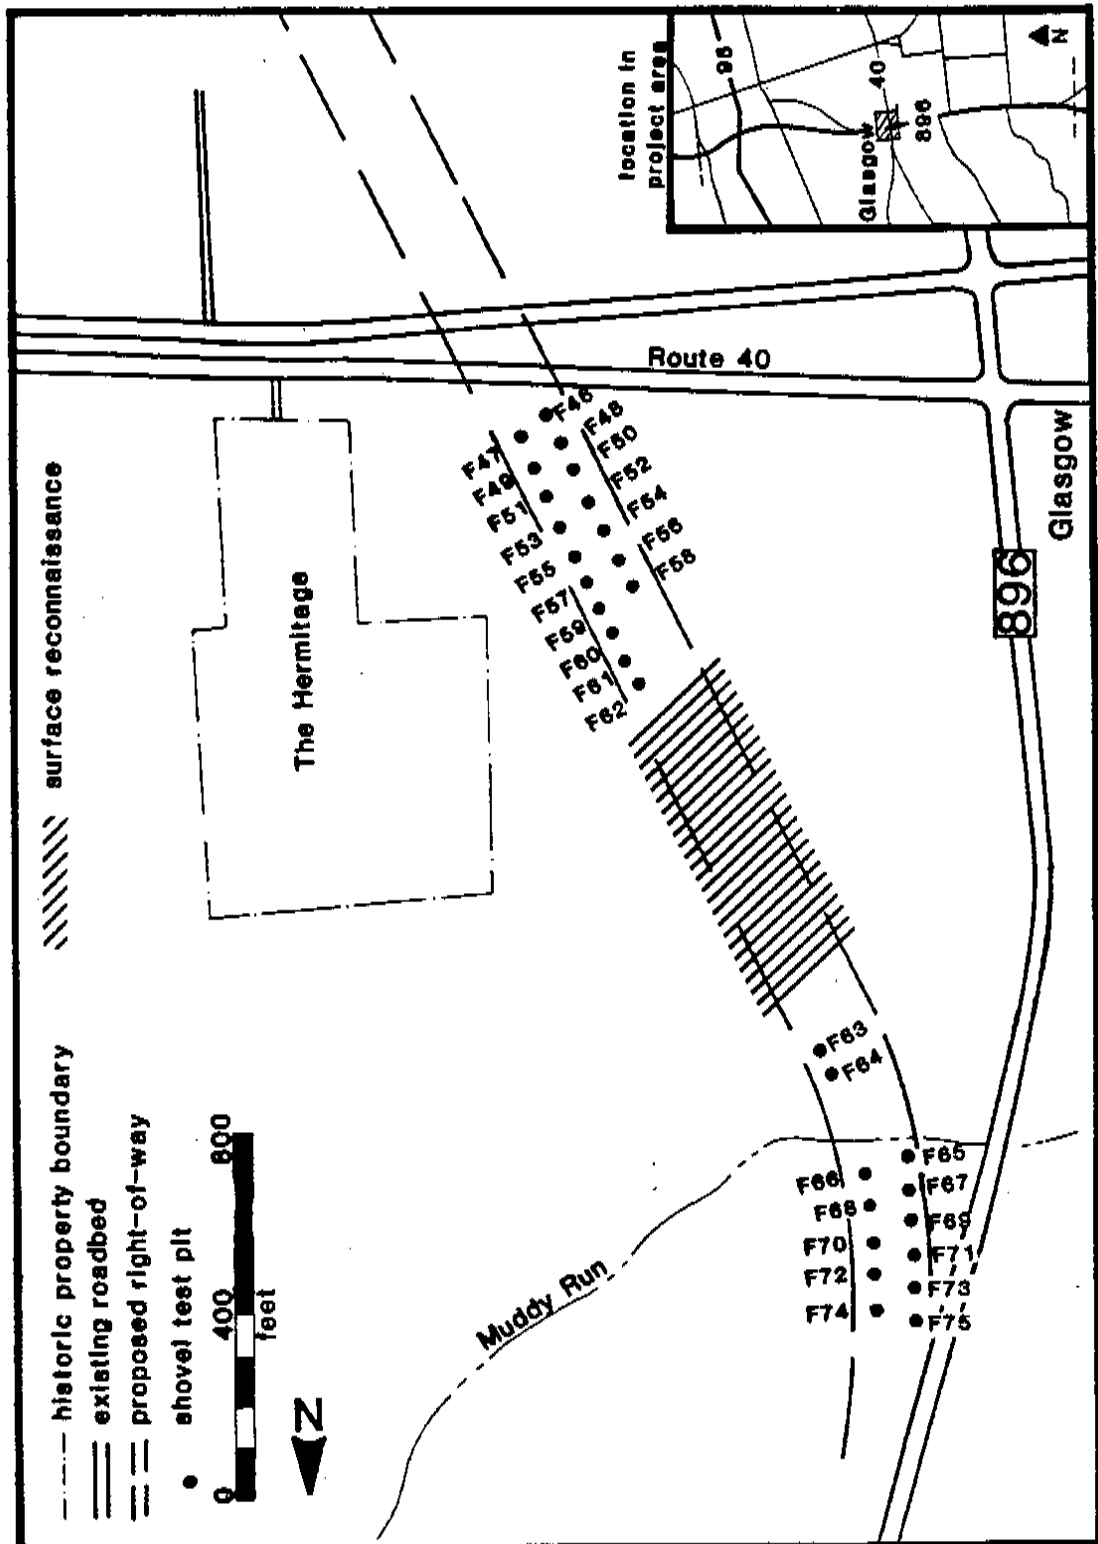 historic property boundary
existing roadbed
proposed right-of-way
shovel test pit
surface reconnaissance
0 400 800
feet
N
The Hermitage
Route 40
Glasgow
896
Muddy Run
location in
project area
95
40
Glasgow
896
N
F46
F47
F48
F49
F50
F51
F52
F53
F54
F55
F56
F57
F58
F59
F60
F61
F62
F63
F64
F65
F66
F67
F68
F69
F70
F71
F72
F73
F74
F75